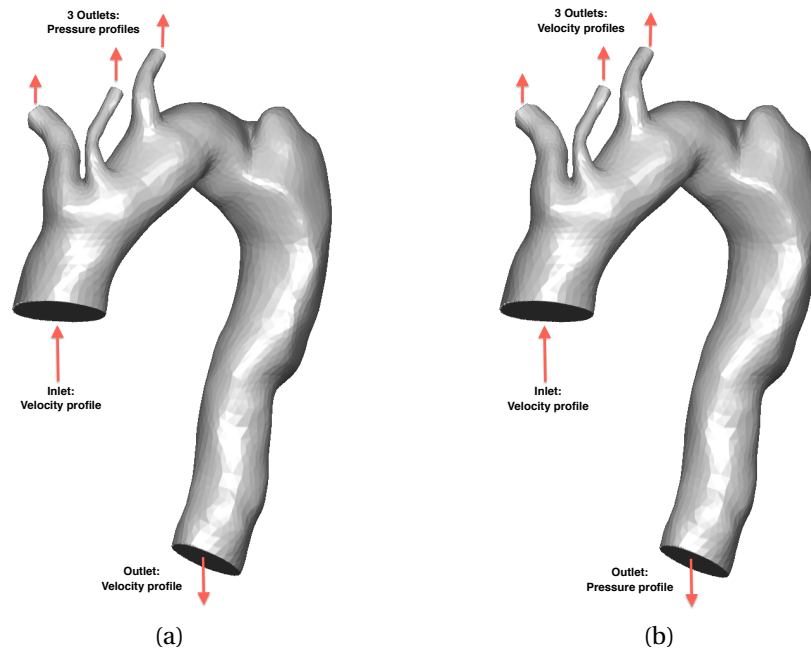 3 Outlets:
Pressure profiles
Inlet:
Velocity profile
Outlet:
Velocity profile
(a)
3 Outlets:
Velocity profiles
Inlet:
Velocity profile
Outlet:
Pressure profile
(b)